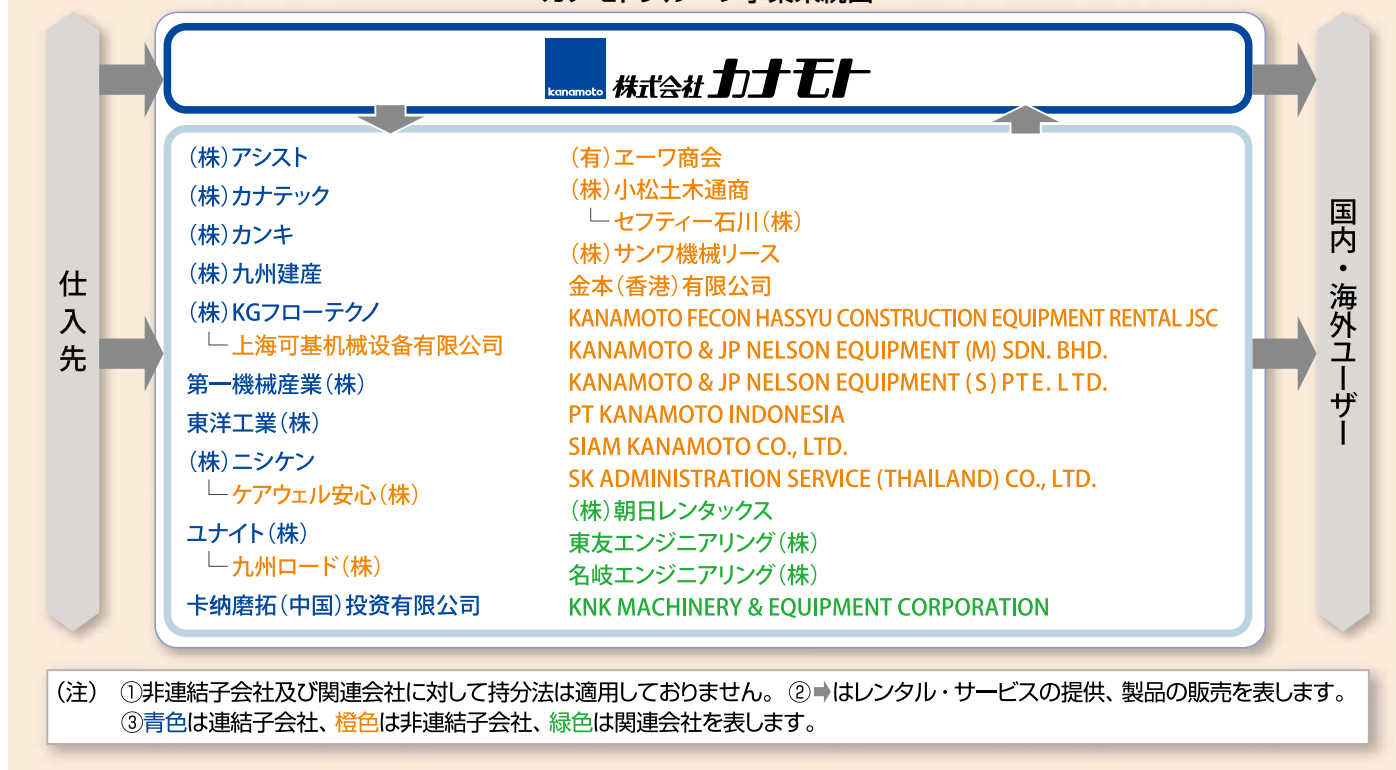 kanamoto 株式会社カナモト
仕入先
(株)アシスト
(株)カナテック
(株)カンキ
(株)九州建産
(株)KGフローテクノ
上海可基机械设备有限公司
第一機械産業(株)
東洋工業(株)
(株)ニシケン
ケアウェル安心(株)
ユナイト(株)
九州ロード(株)
卡纳磨拓(中国)投资有限公司
(有)ヱーワ商会
(株)小松土木通商
セフティー石川(株)
(株)サンワ機械リース
金本(香港)有限公司
KANAMOTO FECON HASSYU CONSTRUCTION EQUIPMENT RENTAL JSC
KANAMOTO & JP NELSON EQUIPMENT (M) SDN. BHD.
KANAMOTO & JP NELSON EQUIPMENT (S) PTE. LTD.
PT KANAMOTO INDONESIA
SIAM KANAMOTO CO., LTD.
SK ADMINISTRATION SERVICE (THAILAND) CO., LTD.
(株)朝日レンタックス
東友エンジニアリング(株)
名岐エンジニアリング(株)
KNK MACHINERY & EQUIPMENT CORPORATION
国内・海外ユーザー
(注) ①非連結子会社及び関連会社に対して持分法は適用しておりません。②➡はレンタル・サービスの提供、製品の販売を表します。
③青色は連結子会社、橙色は非連結子会社、緑色は関連会社を表します。